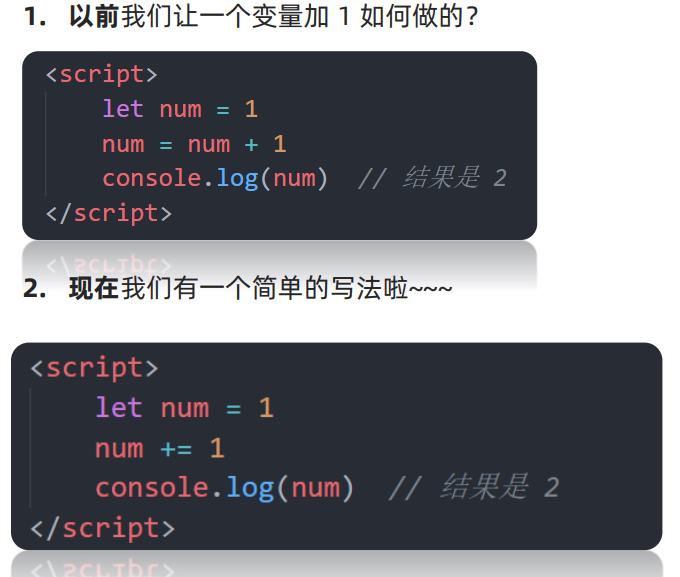 1. 以前我们让一个变量加 1 如何做的？
<script>
let num = 1
num = num + 1
console.log(num) // 结果是 2
</script>
2. 现在我们有一个简单的写法啦~~~
<script>
let num = 1
num += 1
console.log(num) // 结果是 2
</script>